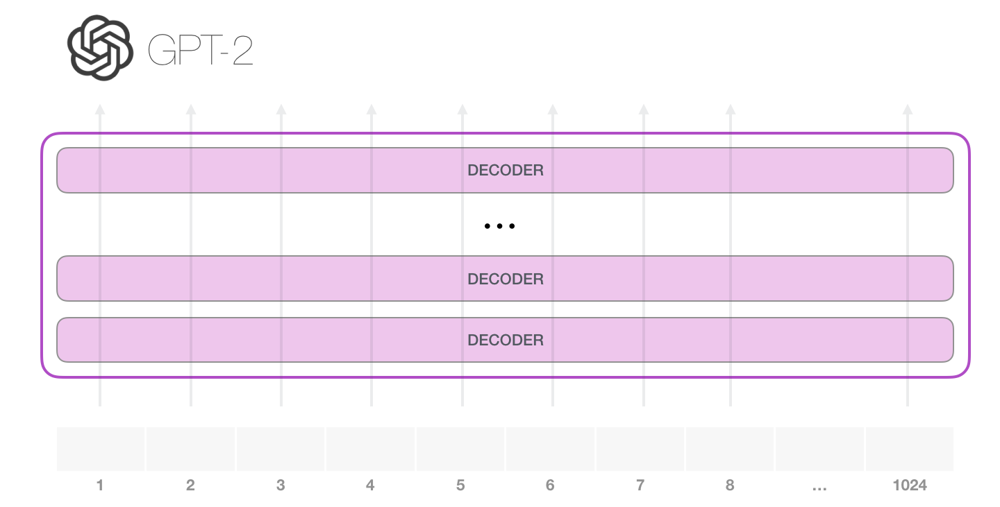 GPT-2
DECODER
...
DECODER
DECODER
1 2 3 4 5 6 7 8 ... 1024